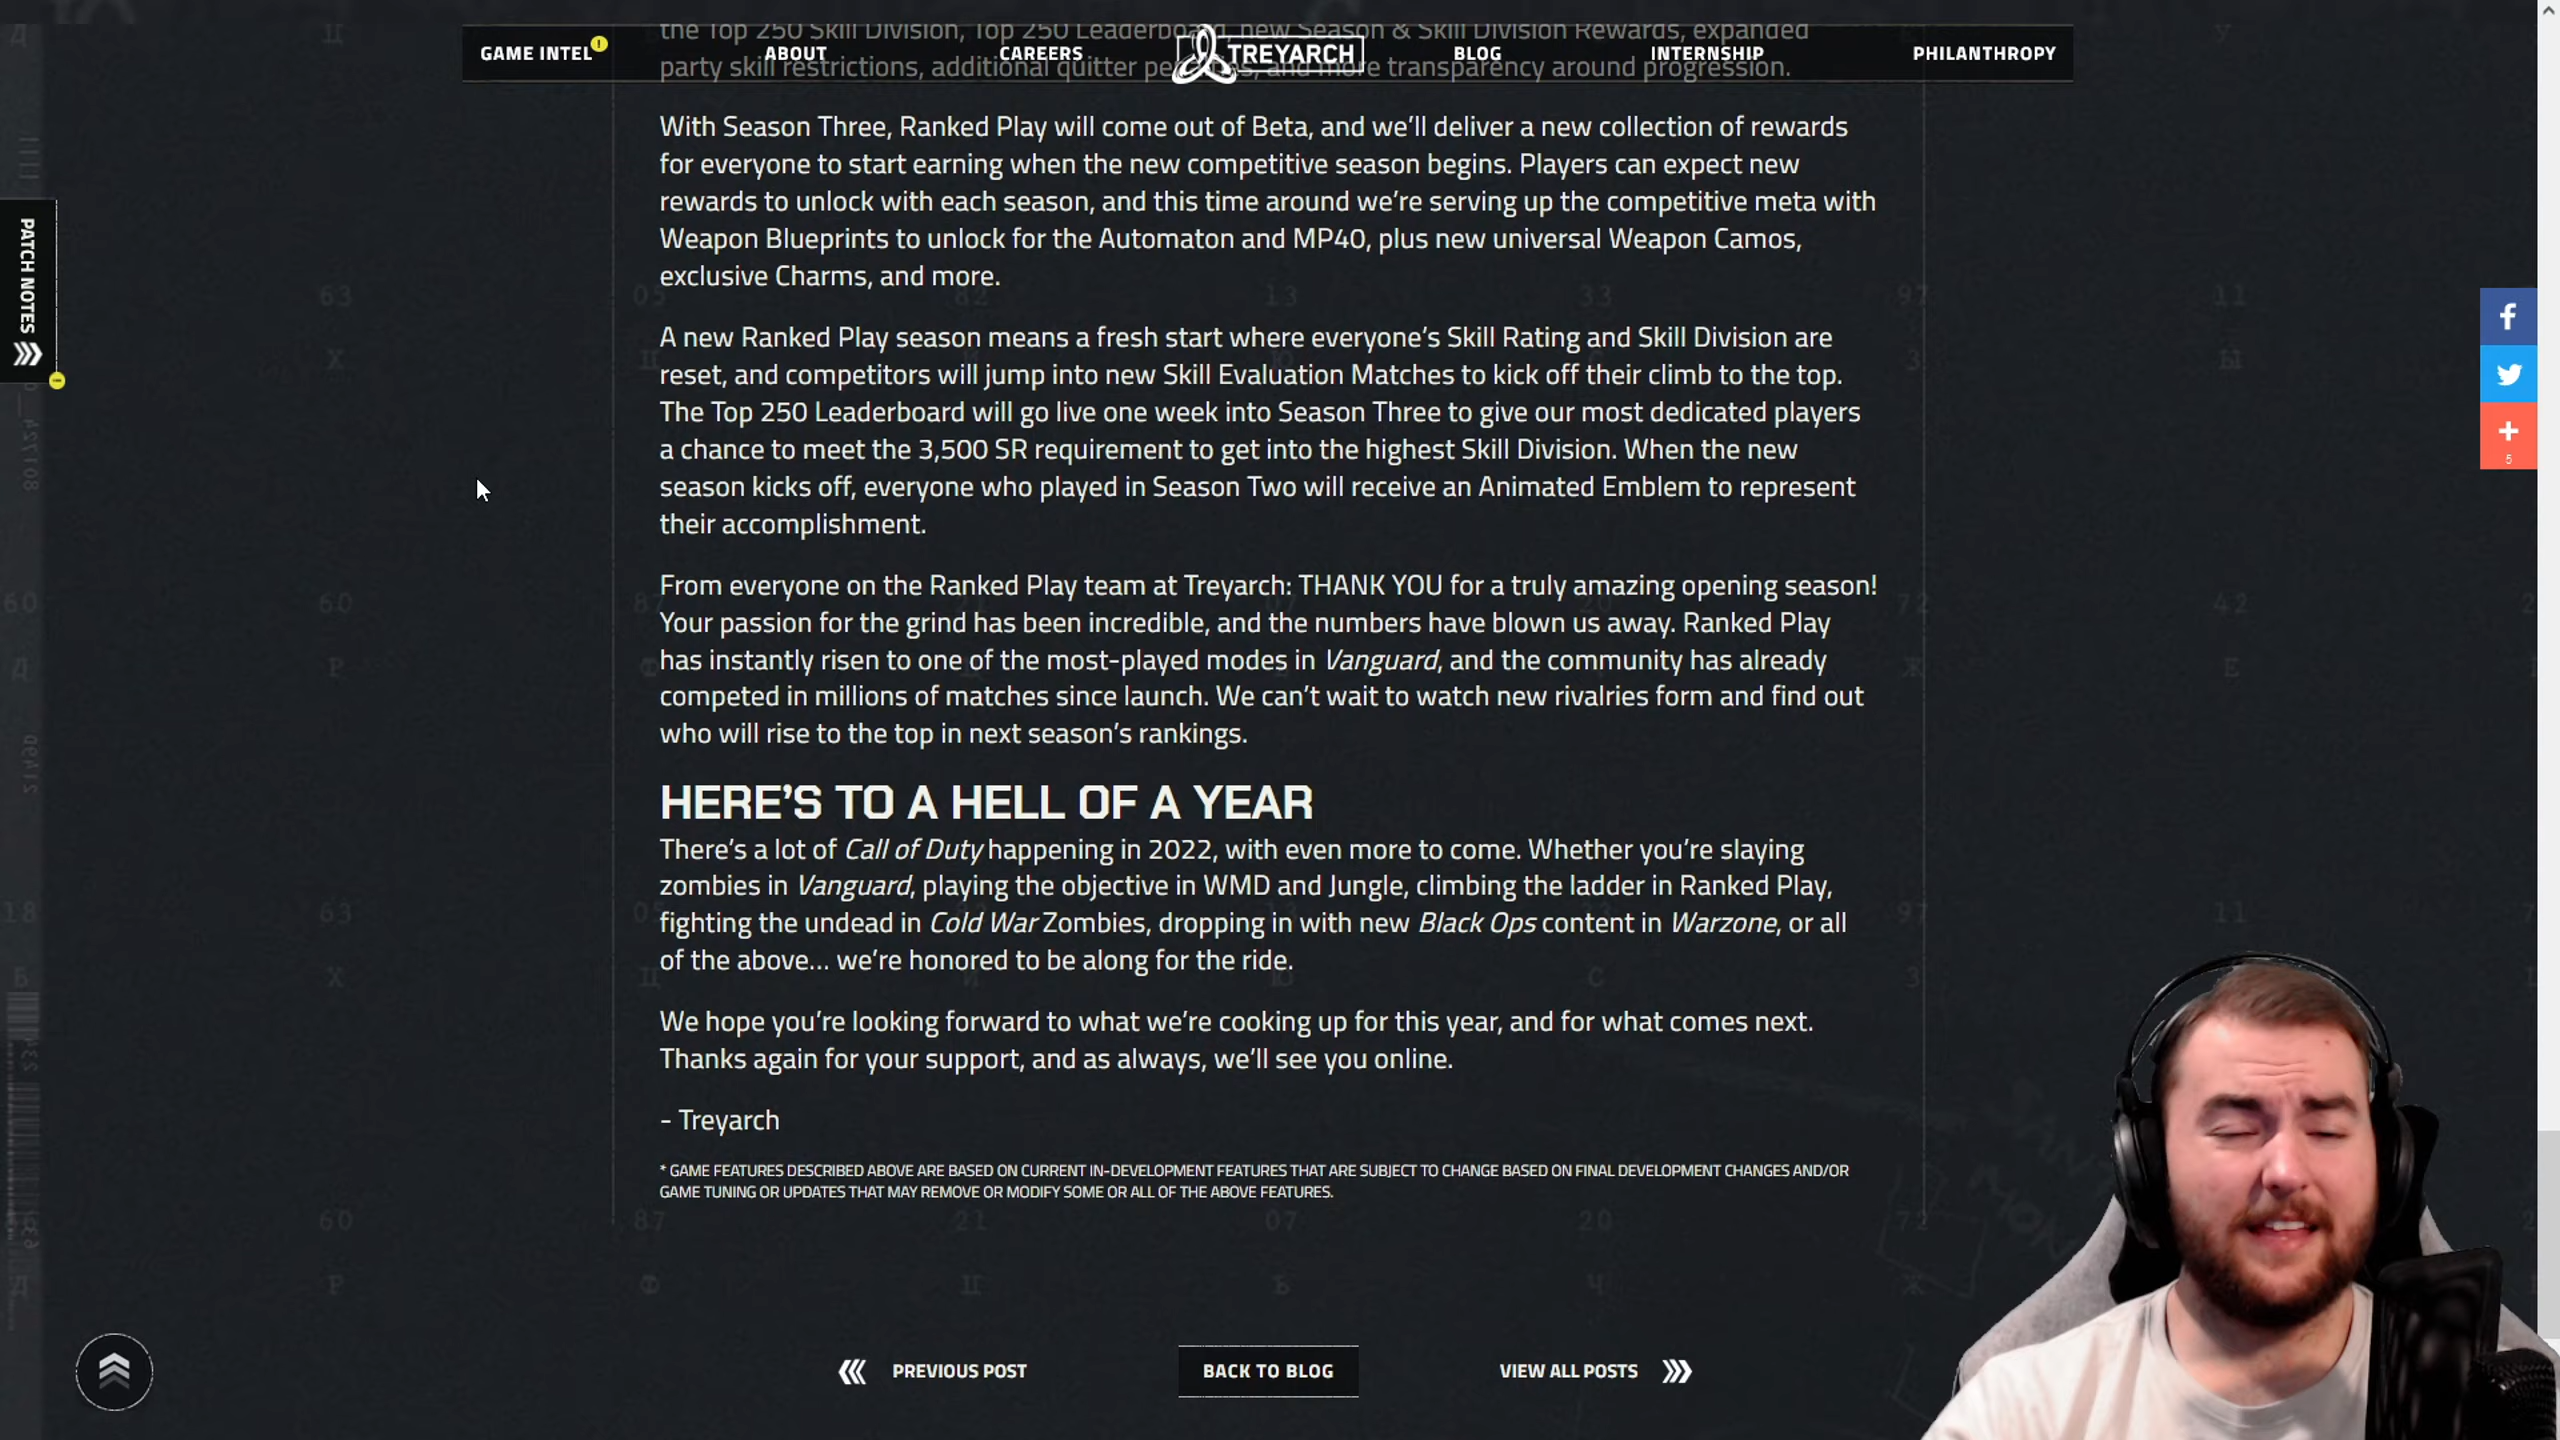 the Top 250 Skill Division, Top 250 Leaderboard, new Season & Skill Division Rewards, expanded
GAME INTEL
ABOUT
CAREERS
TREYARCH
BLOG
INTERNSHIP
PHILANTHROPY
party skill restrictions, additional quitter and more transparency around progression.
With Season Three, Ranked Play will come out of Beta, and we'll deliver a new collection of rewards
for everyone to start earning when the new competitive season begins. Players can expect new
rewards to unlock with each season, and this time around we're serving up the competitive meta with
Weapon Blueprints to unlock for the Automaton and MP40, plus new universal Weapon Camos,
exclusive Charms, and more.
PATCH NOTES
A new Ranked Play season means a fresh start where everyone's Skill Rating and Skill Division are
reset, and competitors will jump into new Skill Evaluation Matches to kick off their climb to the top.
The Top 250 Leaderboard will go live one week into Season Three to give our most dedicated players
a chance to meet the 3,500 SR requirement to get into the highest Skill Division. When the new
season kicks off, everyone who played in Season Two will receive an Animated Emblem to represent
their accomplishment.
5
From everyone on the Ranked Play team at Treyarch: THANK YOU for a truly amazing opening season!
Your passion for the grind has been incredible, and the numbers have blown us away. Ranked Play
has instantly risen to one of the most-played modes in Vanguard, and the community has already
competed in millions of matches since launch. We can't wait to watch new rivalries form and find out
who will rise to the top in next season's rankings.
HERE'S TO A HELL OF A YEAR
There's a lot of Call of Duty happening in 2022, with even more to come. Whether you're slaying
zombies in Vanguard, playing the objective in WMD and Jungle, climbing the ladder in Ranked Play,
fighting the undead in Cold War Zombies, dropping in with new Black Ops content in Warzone, or all
of the above... we're honored to be along for the ride.
We hope you're looking forward to what we're cooking up for this year, and for what comes next.
Thanks again for your support, and as always, we'll see you online.
- Treyarch
* GAME FEATURES DESCRIBED ABOVE ARE BASED ON CURRENT IN-DEVELOPMENT FEATURES THAT ARE SUBJECT TO CHANGE BASED ON FINAL DEVELOPMENT CHANGES AND/OR
GAME TUNING OR UPDATES THAT MAY REMOVE OR MODIFY SOME OR ALL OF THE ABOVE FEATURES.
PREVIOUS POST
BACK TO BLOG
VIEW ALL POSTS